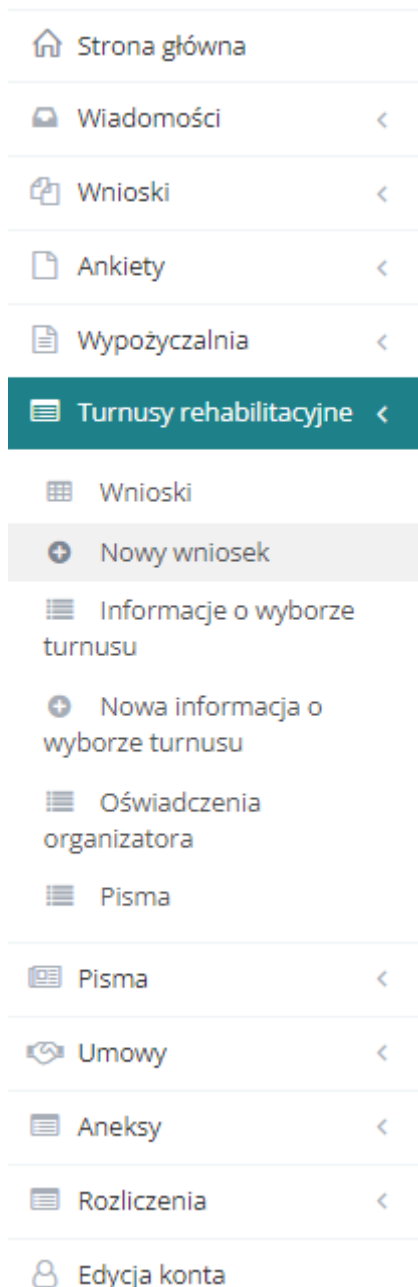 Strona główna
Wiadomości
Wnioski
Ankiety
Wypożyczalnia
Turnusy rehabilitacyjne
Wnioski
Nowy wniosek
Informacje o wyborze
turnusu
Nowa informacja o
wyborze turnusu
Oświadczenia
organizatora
Pisma
Pisma
Umowy
Aneksy
Rozliczenia
Edycja konta